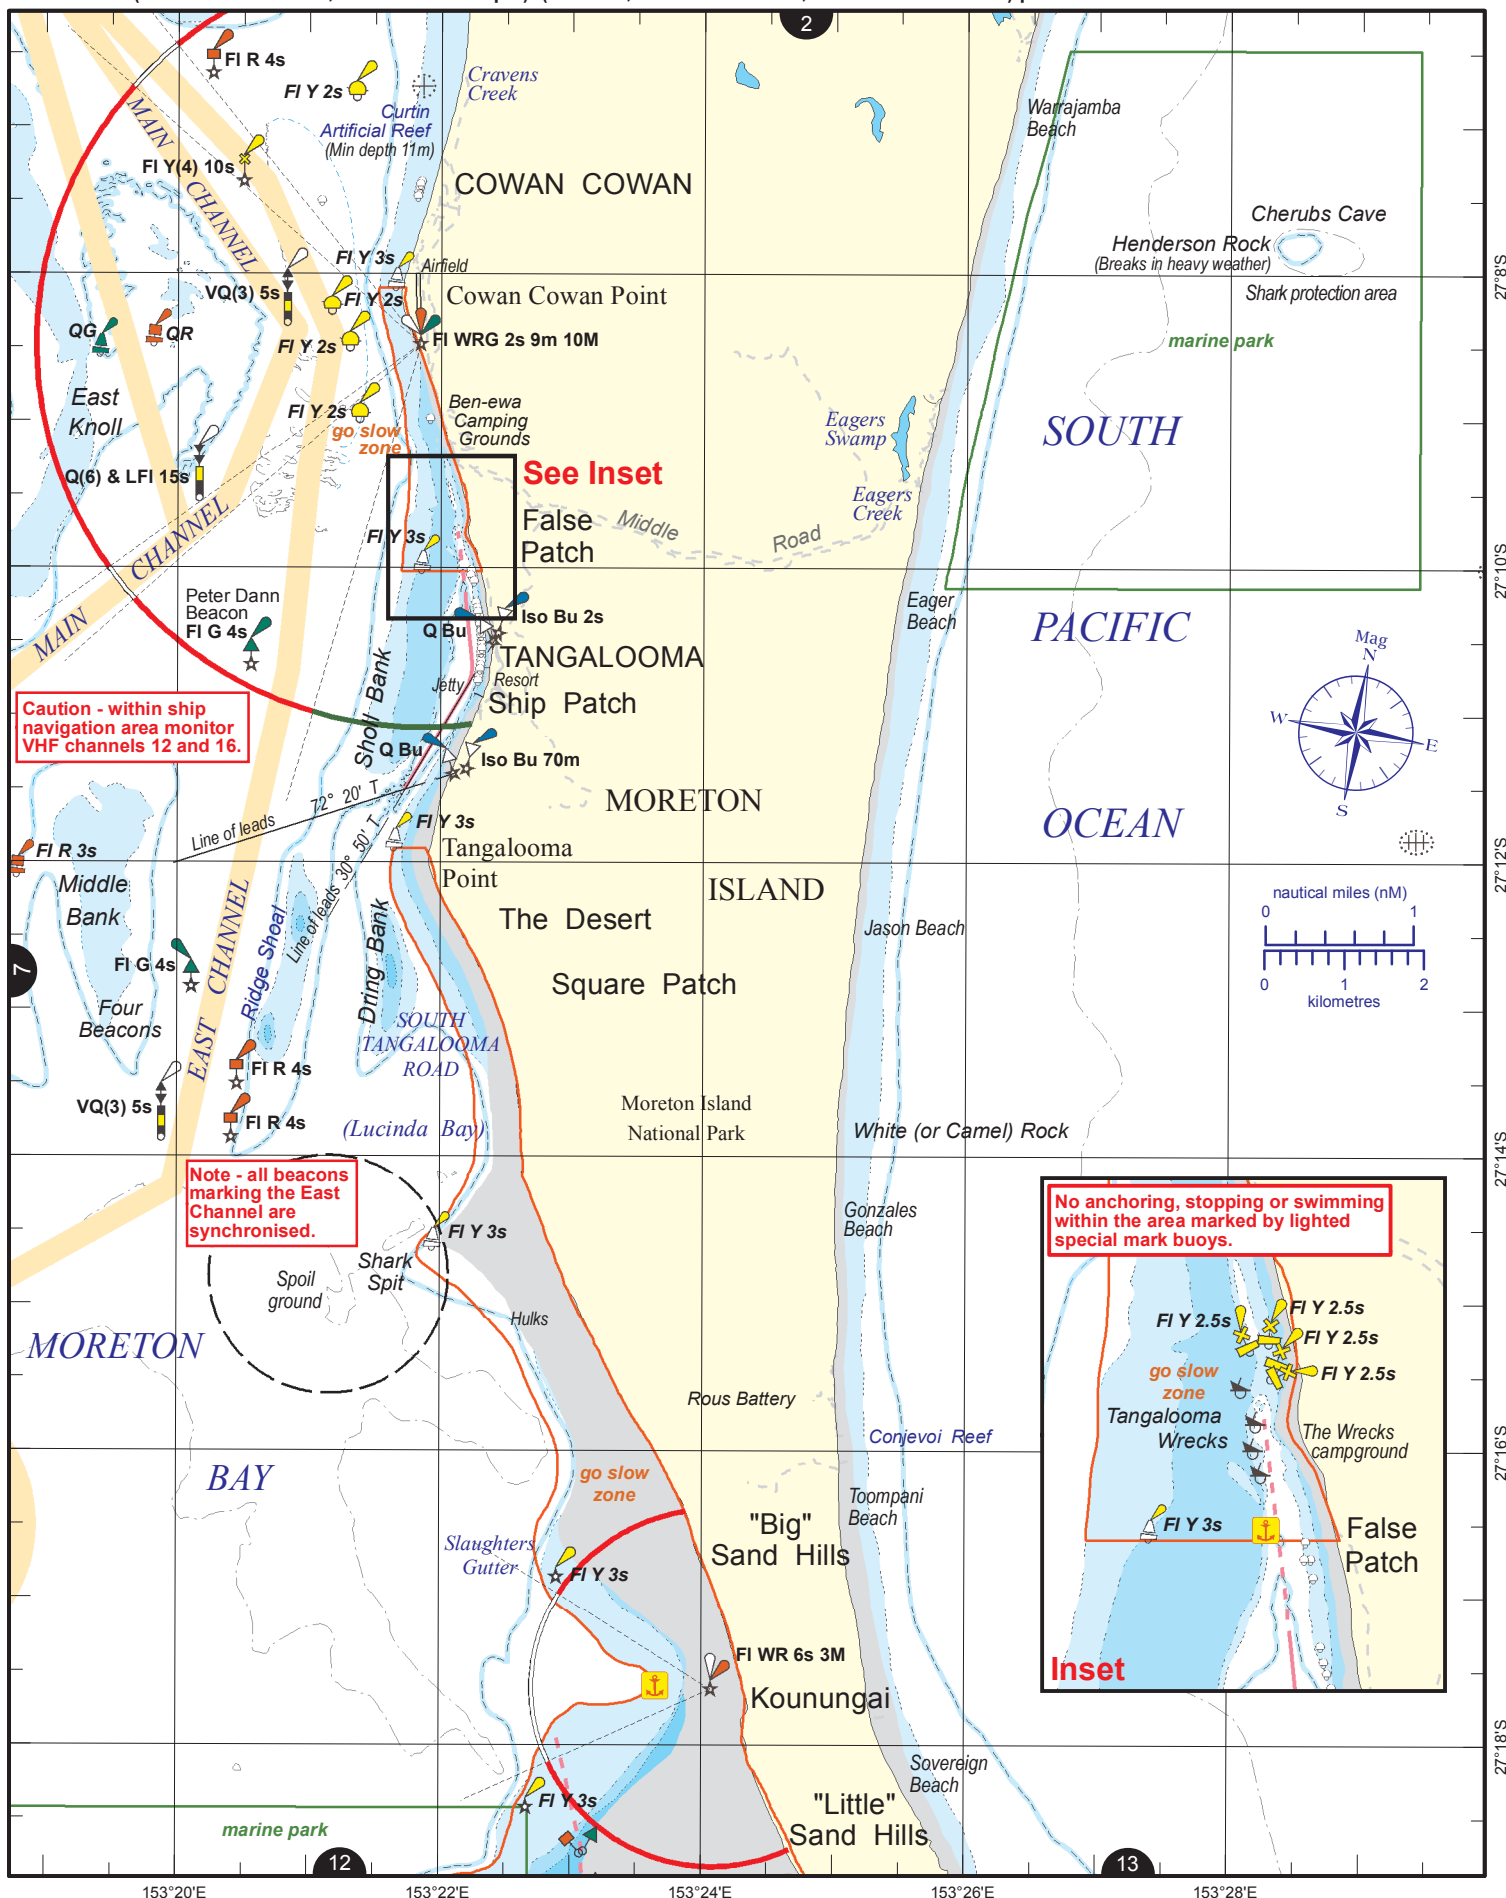 2
Fl R 4s
Fl Y 2s
Cravens
Creek
Curtin
Artificial Reef
(Min depth 11m)
MAIN CHANNEL
Fl Y(4) 10s
COWAN COWAN
Warrajamba
Beach
Cherubs Cave
Henderson Rock
(Breaks in heavy weather)
Shark protection area
marine park
27°8'S
Fl Y 3s
Airfield
VQ(3) 5s
Fl Y 2s
Cowan Cowan Point
QG
QR
Fl Y 2s
Fl WRG 2s 9m 10M
East
Knoll
Fl Y 2s
go slow
zone
Ben-ewa
Camping
Grounds
Eagers
Swamp
SOUTH
Q(6) & LFl 15s
See Inset
Eagers
Creek
MAIN CHANNEL
Fl Y 3s
False
Patch
Middle Road
27°10'S
Peter Dann
Beacon
Fl G 4s
Eager
Beach
PACIFIC
Q Bu
Iso Bu 2s
TANGALOOMA
Jetty
Resort
Ship Patch
Sholl Bank
Caution - within ship
navigation area monitor
VHF channels 12 and 16.
Q Bu
Iso Bu 70m
Mag
N
W
E
S
MORETON
OCEAN
Line of leads 72° 20' T
Fl Y 3s
Tangalooma
Point
Fl R 3s
Middle
Bank
Line of leads 30° 50' T
ISLAND
27°12'S
nautical miles (nM)
0 1
0 1 2
kilometres
The Desert
Jason Beach
7
Fl G 4s
Four
Beacons
EAST CHANNEL
Ridge Shoal
Dring Bank
Square Patch
SOUTH
TANGALOOMA
ROAD
Fl R 4s
VQ(3) 5s
Fl R 4s
(Lucinda Bay)
Moreton Island
National Park
White (or Camel) Rock
27°14'S
Note - all beacons
marking the East
Channel are
synchronised.
Fl Y 3s
Shark
Spit
Spoil
ground
Hulks
Gonzales
Beach
MORETON
BAY
Rous Battery
Conjevoi Reef
go slow
zone
Toompani
Beach
"Big"
Sand Hills
Slaughters
Gutter
Fl Y 3s
Fl WR 6s 3M
Kounungai
Sovereign
Beach
Fl Y 3s
"Little"
Sand Hills
marine park
No anchoring, stopping or swimming
within the area marked by lighted
special mark buoys.
Fl Y 2.5s
Fl Y 2.5s
Fl Y 2.5s
Fl Y 2.5s
go slow
zone
Tangalooma
Wrecks
The Wrecks
campground
Fl Y 3s
False
Patch
Inset
27°16'S
27°18'S
12
13
153°20'E
153°22'E
153°24'E
153°26'E
153°28'E